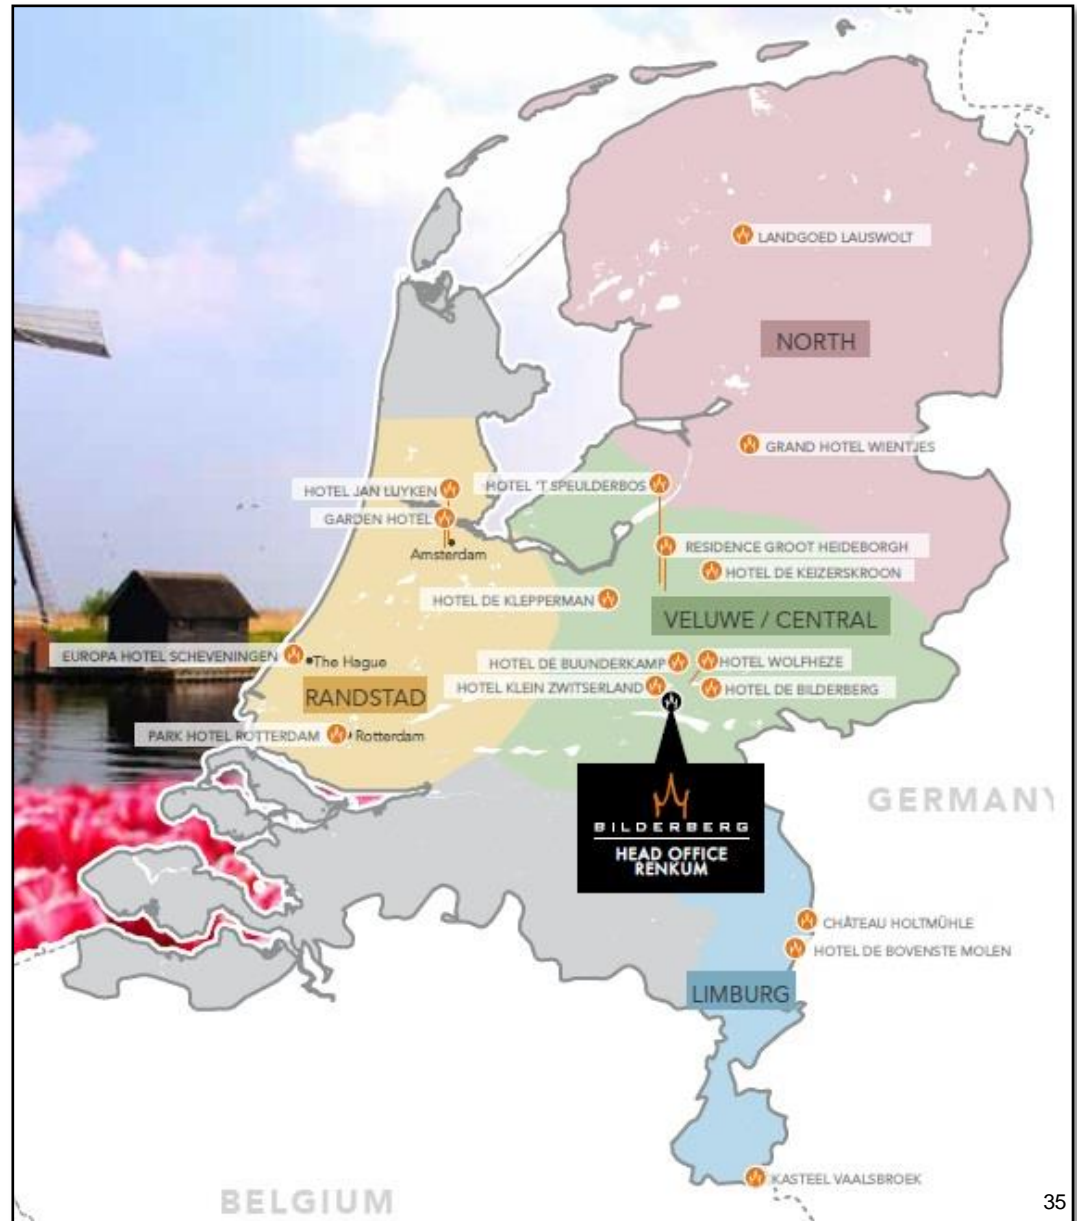 LANDGOED LAUSWOLT
NORTH
GRAND HOTEL WIENTJES
HOTEL JAN LUYKEN
HOTEL 'T SPEULDERBOS
GARDEN HOTEL
Amsterdam
RESIDENCE GROOT HEIDEBORGH
HOTEL DE KEIZERSKROON
HOTEL DE KLEPPERMAN
VELUWE / CENTRAL
EUROPA HOTEL SCHEVENINGEN
The Hague
HOTEL DE BUUNDERKAMP
HOTEL WOLFHEZE
RANDSTAD
HOTEL KLEIN ZWITSERLAND
HOTEL DE BILDERBERG
PARK HOTEL ROTTERDAM
Rotterdam
GERMANY
BILDERBERG
HEAD OFFICE
RENKUM
CHÂTEAU HOLTMÜHLE
HOTEL DE BOVENSTE MOLEN
LIMBURG
KASTEEL VAALSBROEK
BELGIUM
35